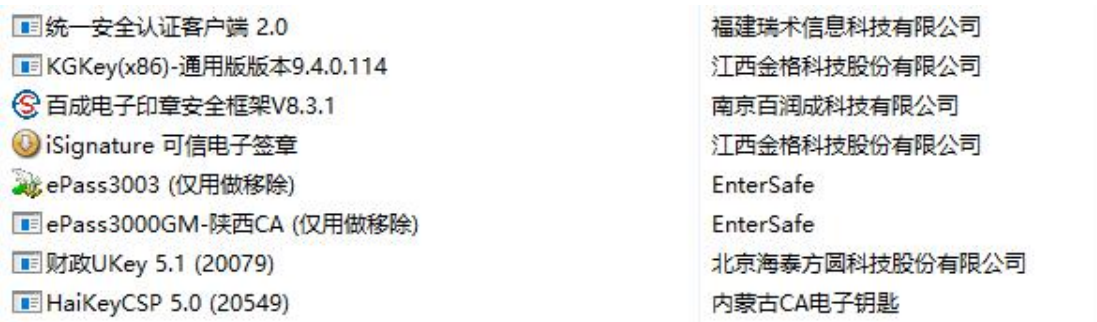 统一安全认证客户端 2.0 福建瑞术信息科技有限公司
KGKey(x86)-通用版版本9.4.0.114 江西金格科技股份有限公司
百成电子印章安全框架V8.3.1 南京百润成科技有限公司
iSignature 可信电子签章 江西金格科技股份有限公司
ePass3003 (仅用做移除) EnterSafe
ePass3000GM-陕西CA (仅用做移除) EnterSafe
财政UKey 5.1 (20079) 北京海泰方圆科技股份有限公司
HaiKeyCSP 5.0 (20549) 内蒙古CA电子钥匙